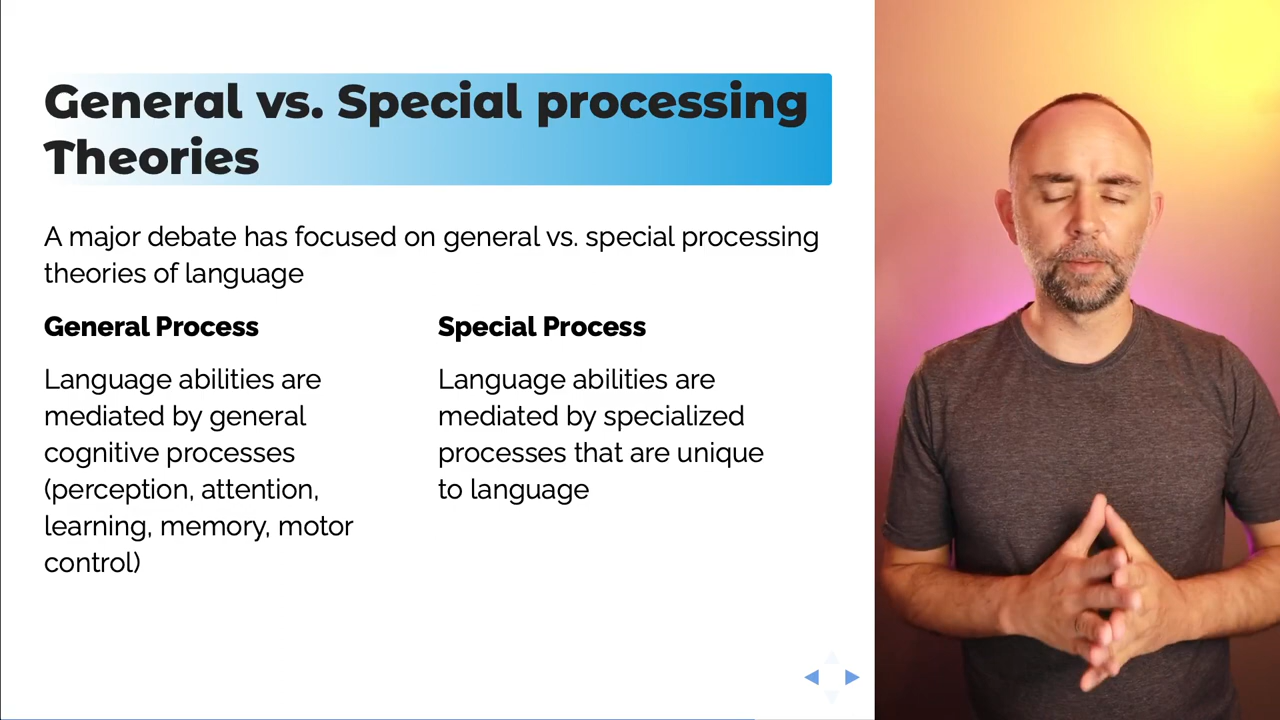 General vs. Special processing
Theories
A major debate has focused on general vs. special processing
theories of language
General Process
Language abilities are
mediated by general
cognitive processes
(perception, attention,
learning, memory, motor
control)
Special Process
Language abilities are
mediated by specialized
processes that are unique
to language